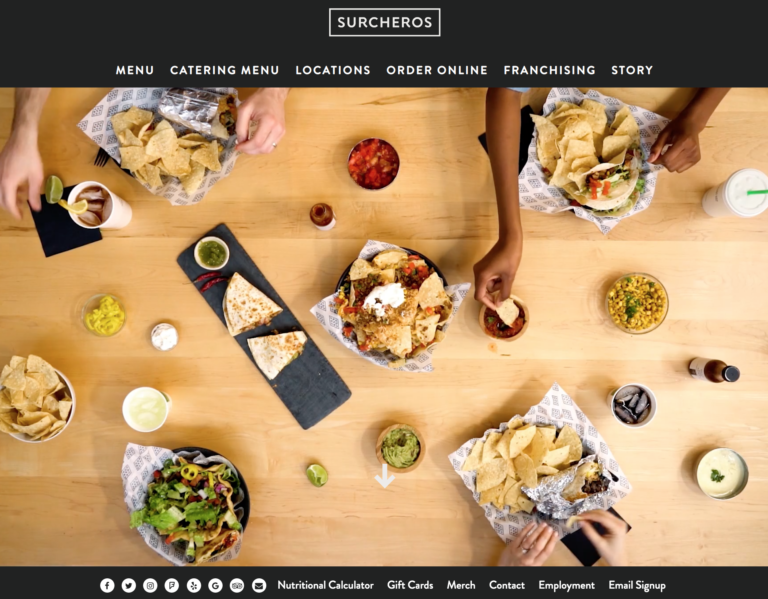 SURCHEROS
MENU CATERING MENU LOCATIONS ORDER ONLINE FRANCHISING STORY
Nutritional Calculator Gift Cards Merch Contact Employment Email Signup